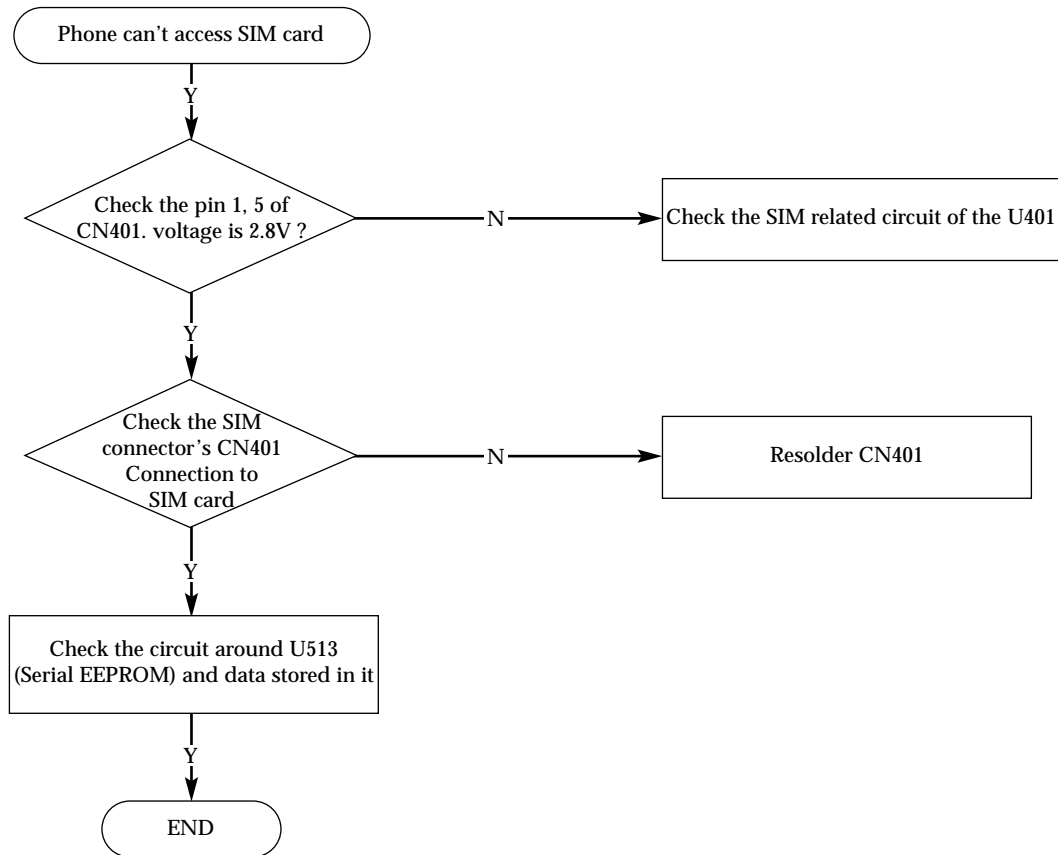 Phone can't access SIM card
Y
Check the pin 1, 5 of
CN401. voltage is 2.8V ?
N
Check the SIM related circuit of the U401
Y
Check the SIM
connector's CN401
Connection to
SIM card
N
Resolder CN401
Y
Check the circuit around U513
(Serial EEPROM) and data stored in it
Y
END